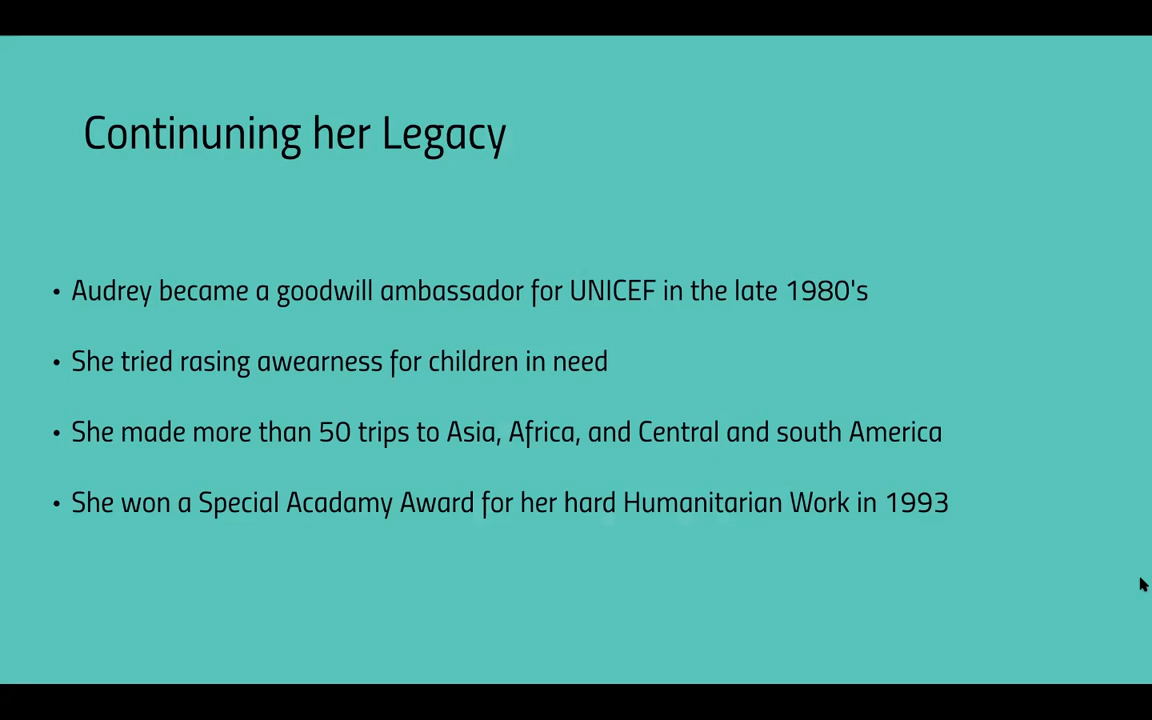 Continuning her Legacy
• Audrey became a goodwill ambassador for UNICEF in the late 1980's
• She tried rasing awearness for children in need
• She made more than 50 trips to Asia, Africa, and Central and south America
• She won a Special Acadamy Award for her hard Humanitarian Work in 1993